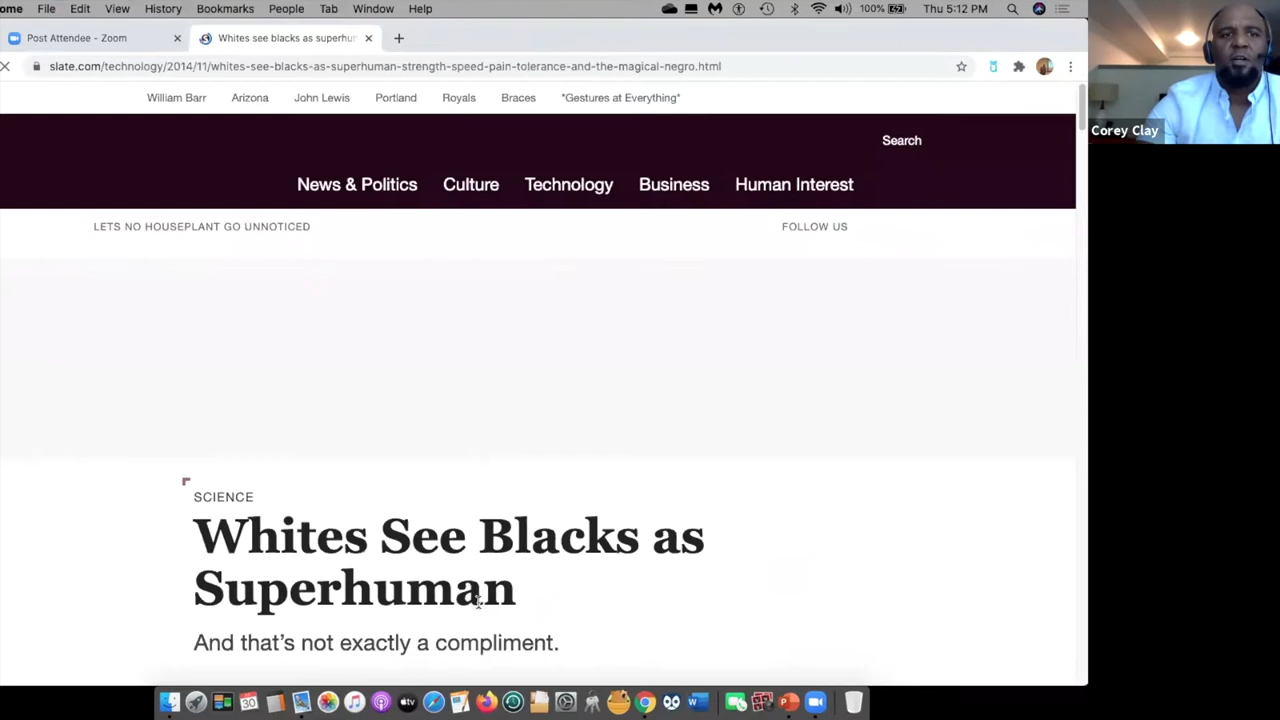 ome File Edit View History Bookmarks People Tab Window Help 100% Thu 5:12 PM
Post Attendee - Zoom Whites see blacks as superhum
slate.com/technology/2014/11/whites-see-blacks-as-superhuman-strength-speed-pain-tolerance-and-the-magical-negro.html
William Barr Arizona John Lewis Portland Royals Braces *Gestures at Everything*
Corey Clay
Search
News & Politics Culture Technology Business Human Interest
LETS NO HOUSEPLANT GO UNNOTICED FOLLOW US
SCIENCE
Whites See Blacks as
Superhuman
And that's not exactly a compliment.
30
tv
W
P